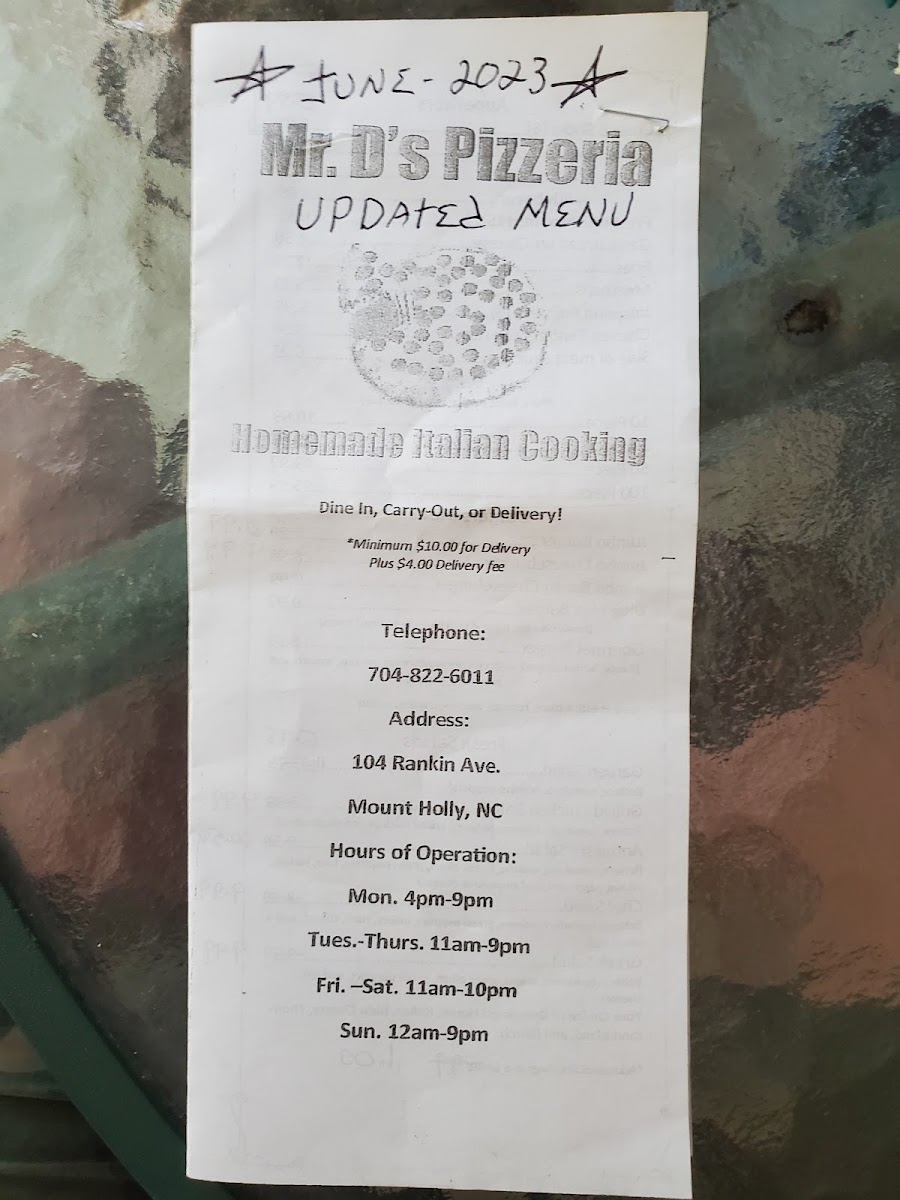 JUNE-2023
Mr. D's Pizzeria
UPDATEd MENU
Homemade Italian Cooking
Dine In, Carry-Out, or Delivery!
*Minimum $10.00 for Delivery
Plus $4.00 Delivery fee
Telephone:
704-822-6011
Address:
104 Rankin Ave.
Mount Holly, NC
Hours of Operation:
Mon. 4pm-9pm
Tues.-Thurs. 11am-9pm
Fri. –Sat. 11am-10pm
Sun. 12am-9pm